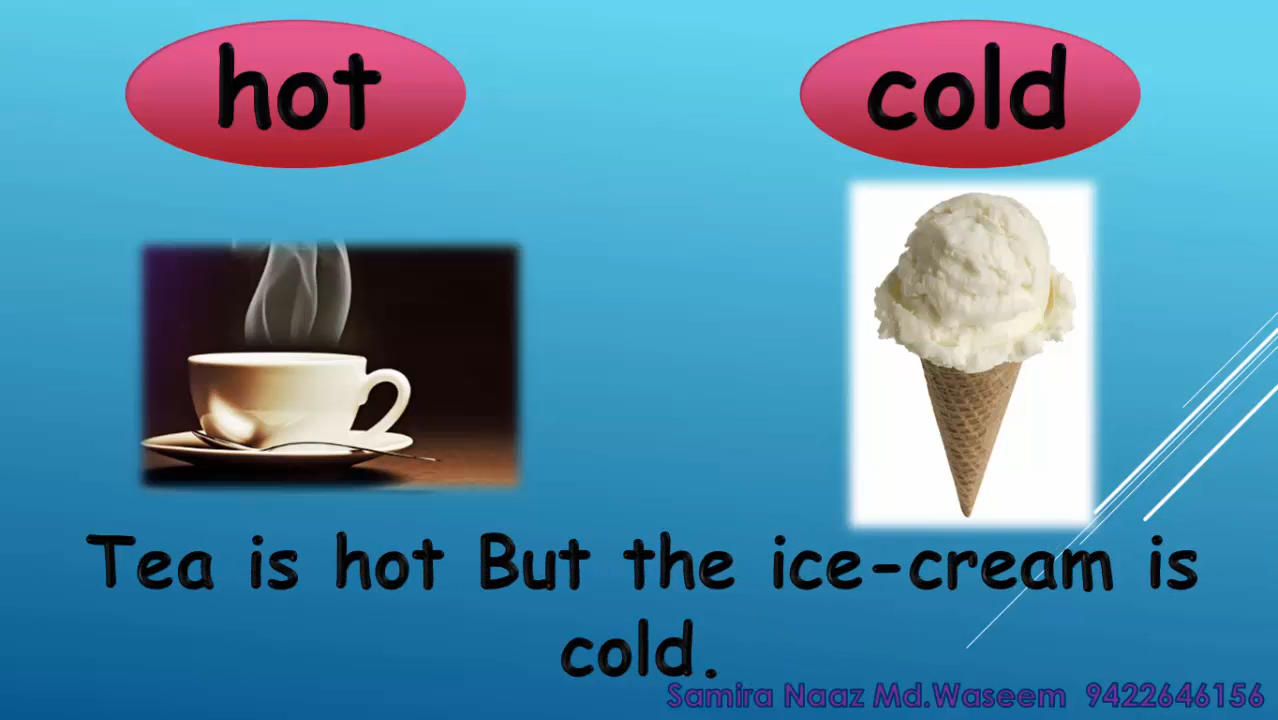 hot
cold
Tea is hot But the ice-cream is
cold.
Samira Naaz Md.Waseem 9422646156